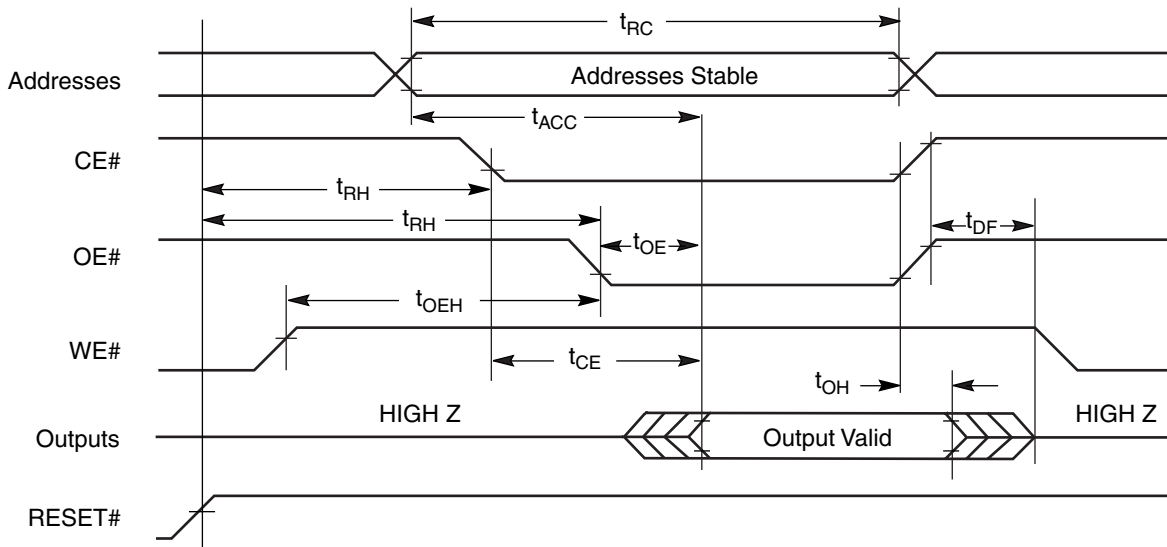 tRC
Addresses
Addresses Stable
tACC
CE#
tRH
tRH
tDF
OE#
tOE
tOEH
WE#
tCE
tOH
HIGH Z
HIGH Z
Outputs
Output Valid
RESET#